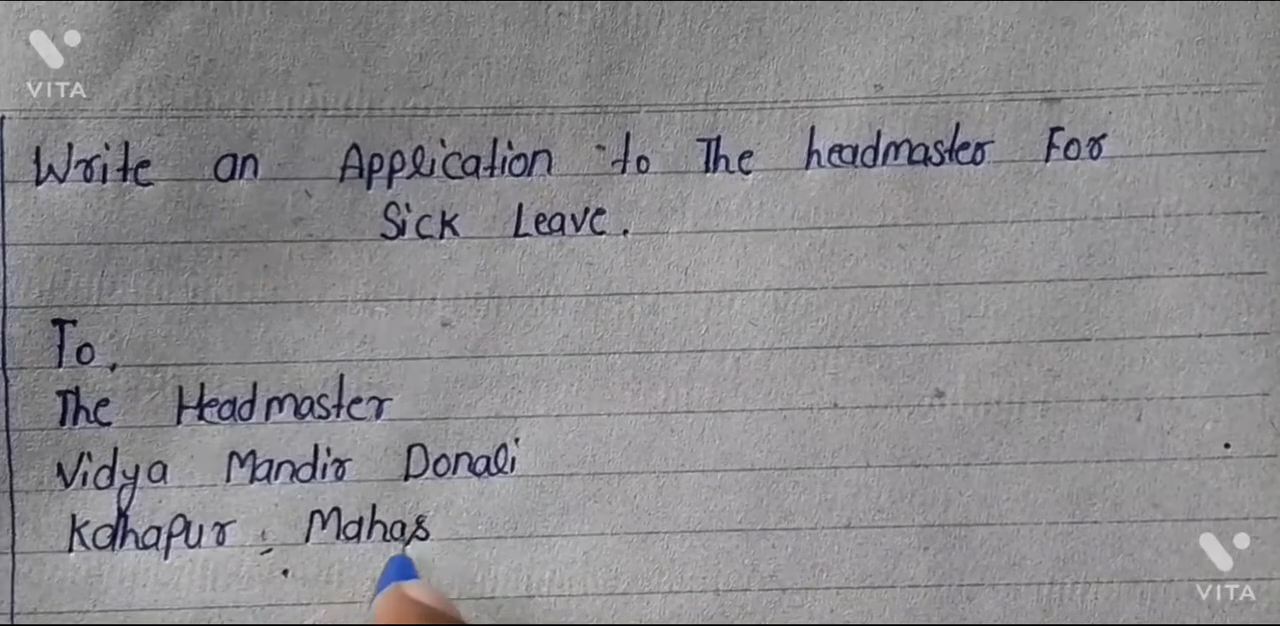 VITA
Write an Application to The headmaster For
Sick Leave.
To,
The Headmaster
Vidya Mandir Donali
Kolhapur, Mahas
VITA